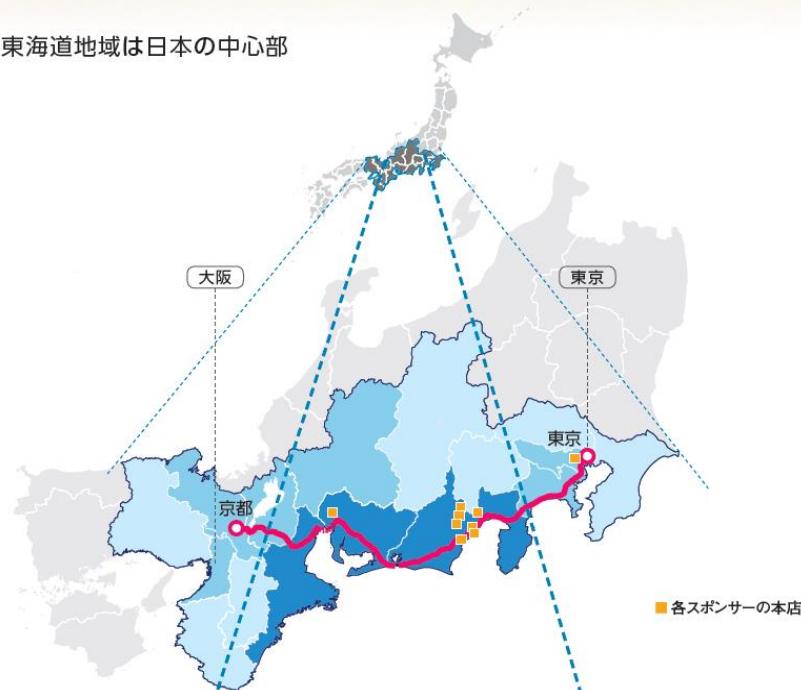 東海道地域は日本の中心部
大阪
東京
東京
京都
各スポンサーの本店